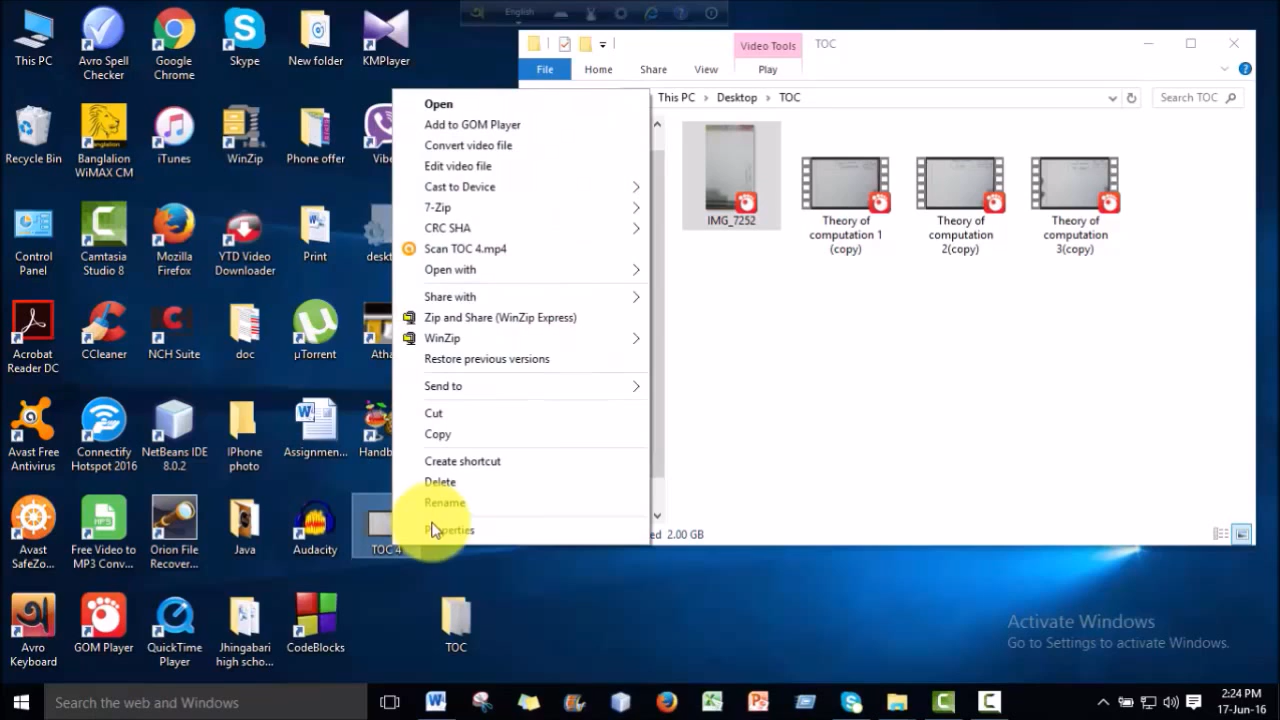 English
This PC
Avro Spell
Checker
Google
Chrome
Skype
New folder
KMPlayer
Recycle Bin
Banglalion
WiMAX CM
iTunes
WinZip
Phone offer
Control
Panel
Camtasia
Studio 8
Mozilla
Firefox
YTD Video
Downloader
Print
Acrobat
Reader DC
CCleaner
NCH Suite
doc
µTorrent
Avast Free
Antivirus
Connectify
Hotspot 2016
NetBeans IDE
8.0.2
IPhone
photo
Assignmen...
Avast
SafeZo...
Free Video to
MP3 Conv...
Orion File
Recover...
Java
Audacity
TOC 4
Avro
Keyboard
GOM Player
QuickTime
Player
Jhingabari
high scho...
CodeBlocks
TOC
Open
Add to GOM Player
Convert video file
Edit video file
Cast to Device
7-Zip
CRC SHA
Scan TOC 4.mp4
Open with
Share with
Zip and Share (WinZip Express)
WinZip
Restore previous versions
Send to
Cut
Copy
Create shortcut
Delete
Rename
Properties
Video Tools
TOC
File
Home
Share
View
Play
This PC
Desktop
TOC
Search TOC
IMG_7252
Theory of
computation 1
(copy)
Theory of
computation
2(copy)
Theory of
computation
3(copy)
2.00 GB
Activate Windows
Go to Settings to activate Windows.
Search the web and Windows
2:24 PM
17-Jun-16